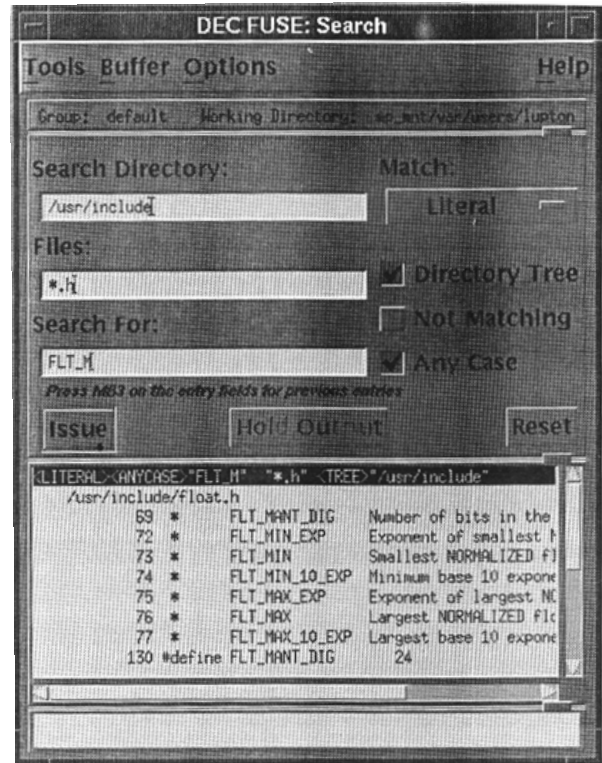 DEC FUSE: Search
Tools Buffer Options Help
Group: default Working Directory: mp_mnt/var/users/lupton
Search Directory: Match:
/usr/include Literal
Files:
*.h Directory Tree
Search For: Not Matching
FLT_M Any Case
Press MB3 on the entry fields for previous entries
Issue Hold Output Reset
<LITERAL><ANYCASE>"FLT_M" "*.h" <TREE>"/usr/include"
/usr/include/float.h
69 * FLT_MANT_DIG Number of bits in the
72 * FLT_MIN_EXP Exponent of smallest
73 * FLT_MIN Smallest NORMALIZED fl
74 * FLT_MIN_10_EXP Minimum base 10 expone
75 * FLT_MAX_EXP Exponent of largest NO
76 * FLT_MAX Largest NORMALIZED flo
77 * FLT_MAX_10_EXP Largest base 10 expone
130 #define FLT_MANT_DIG 24